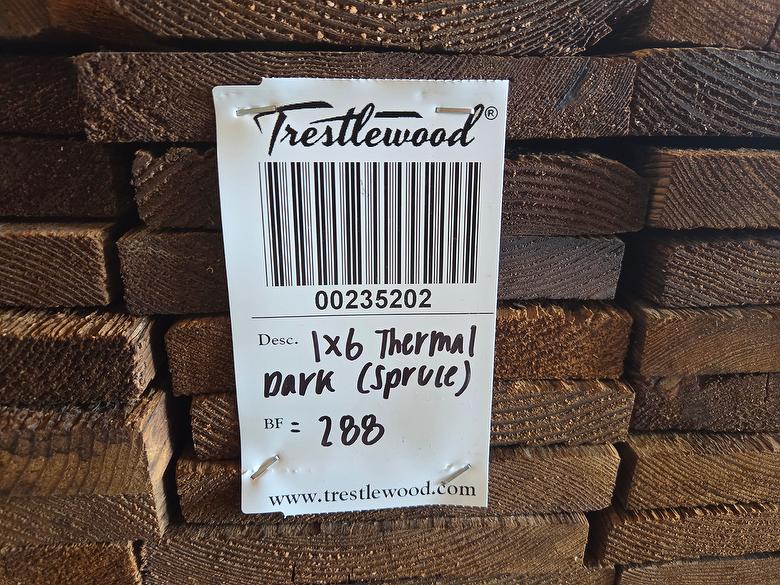 Trestlewood®
00235202
Desc. 1x6 Thermal
Dark (Spruce)
BF = 288
www.trestlewood.com